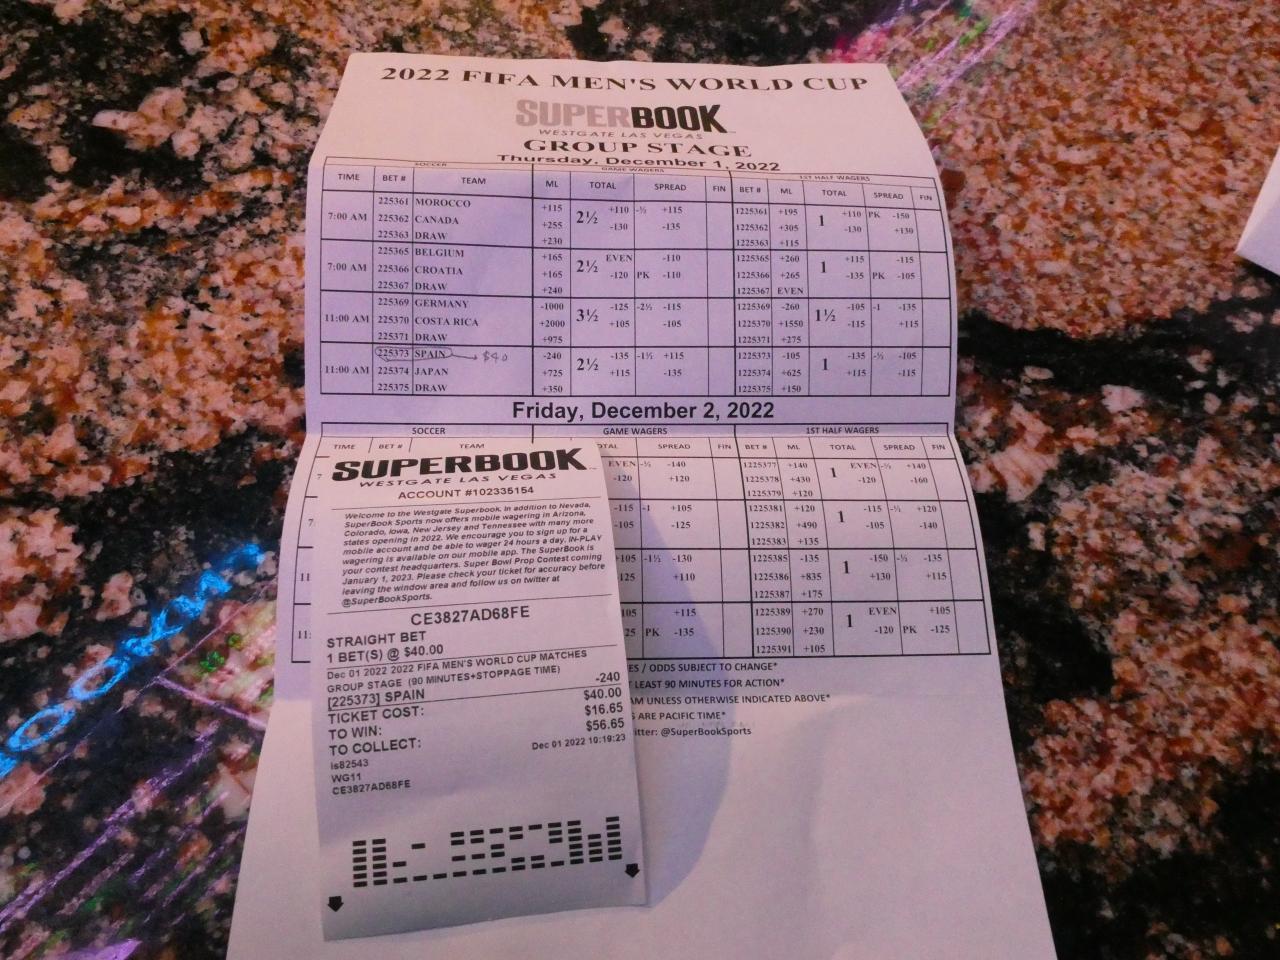 2022 FIFA MEN'S WORLD CUP
SUPERBOOK
WESTGATE LAS VEGAS
GROUP STAGE
Thursday, December 1, 2022
SOCCER GAME WAGERS 1ST HALF WAGERS
TIME BET # TEAM ML TOTAL SPREAD FIN BET # ML TOTAL SPREAD FIN
225361 MOROCCO +115 +110 -½ +115 1225361 +195 +110 PK -150
7:00 AM 225362 CANADA +255 2½ -130 -135 1225362 +305 1 -130 +130
225363 DRAW +230 1225363 +115
225365 BELGIUM +165 EVEN -110 1225365 +260 +115 -115
7:00 AM 225366 CROATIA +165 2½ -120 PK -110 1225366 +265 1 -135 PK -105
225367 DRAW +240 1225367 EVEN
225369 GERMANY -1000 -125 -2½ -115 1225369 -260 -105 -1 -135
11:00 AM 225370 COSTA RICA +2000 3½ +105 -105 1225370 +1550 1½ -115 +115
225371 DRAW +975 1225371 +275
225373 SPAIN $40 -240 -135 -1½ +115 1225373 -105 -135 -½ -105
11:00 AM 225374 JAPAN +725 2½ +115 -135 1225374 +625 1 +115 +115
225375 DRAW +350 1225375 +150
Friday, December 2, 2022
SOCCER GAME WAGERS 1ST HALF WAGERS
TIME BET # TEAM OTAL SPREAD FIN BET # ML TOTAL SPREAD FIN
7 EVEN -½ -140 1225377 +140 1 EVEN -½ +140
-120 +120 1225378 +430 -120 -160
1225379 +120
-115 -1 +105 1225381 +120 -115 -½ +120
7: -105 -125 1225382 +490 1 -105 -140
1225383 +135
+105 -1½ -130 1225385 -135 -150 -½ -135
11 125 +110 1225386 +835 1 +130 +115
1225387 +175
105 +115 1225389 +270 EVEN +105
11: 25 PK -135 1225390 +230 1 -120 PK -125
1225391 +105
ES / ODDS SUBJECT TO CHANGE*
T LEAST 90 MINUTES FOR ACTION*
AM UNLESS OTHERWISE INDICATED ABOVE*
S ARE PACIFIC TIME*
itter: @SuperBookSports
SUPERBOOK
WESTGATE LAS VEGAS
ACCOUNT #102335154
Welcome to the Westgate Superbook. In addition to Nevada,
SuperBook Sports now offers mobile wagering in Arizona,
Colorado, Iowa, New Jersey and Tennessee with many more
states opening in 2022. We encourage you to sign up for a
mobile account and be able to wager 24 hours a day. IN-PLAY
wagering is available on our mobile app. The SuperBook is
your contest headquarters. Super Bowl Prop Contest coming
January 1, 2023. Please check your ticket for accuracy before
leaving the window area and follow us on twitter at
@SuperBookSports.
CE3827AD68FE
STRAIGHT BET
1 BET(S) @ $40.00
Dec 01 2022 2022 FIFA MEN'S WORLD CUP MATCHES
GROUP STAGE (90 MINUTES+STOPPAGE TIME)
[225373] SPAIN -240
TICKET COST: $40.00
TO WIN: $16.65
TO COLLECT: $56.65
Dec 01 2022 10:19:23
ls82543
WG11
CE3827AD68FE